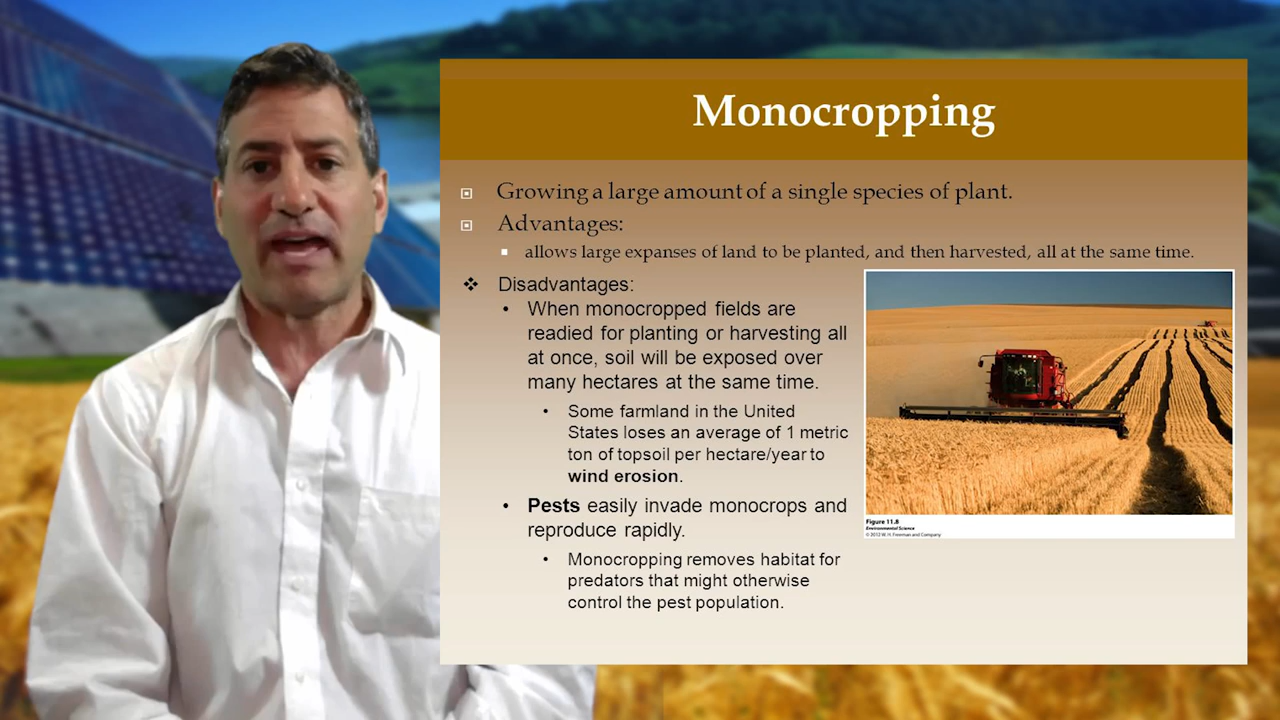 Monocropping
Growing a large amount of a single species of plant.
Advantages:
allows large expanses of land to be planted, and then harvested, all at the same time.
Disadvantages:
• When monocropped fields are
readied for planting or harvesting all
at once, soil will be exposed over
many hectares at the same time.
• Some farmland in the United
States loses an average of 1 metric
ton of topsoil per hectare/year to
wind erosion.
• Pests easily invade monocrops and
reproduce rapidly.
• Monocropping removes habitat for
predators that might otherwise
control the pest population.
Figure 11.8
Environmental Science
© 2012 W. H. Freeman and Company